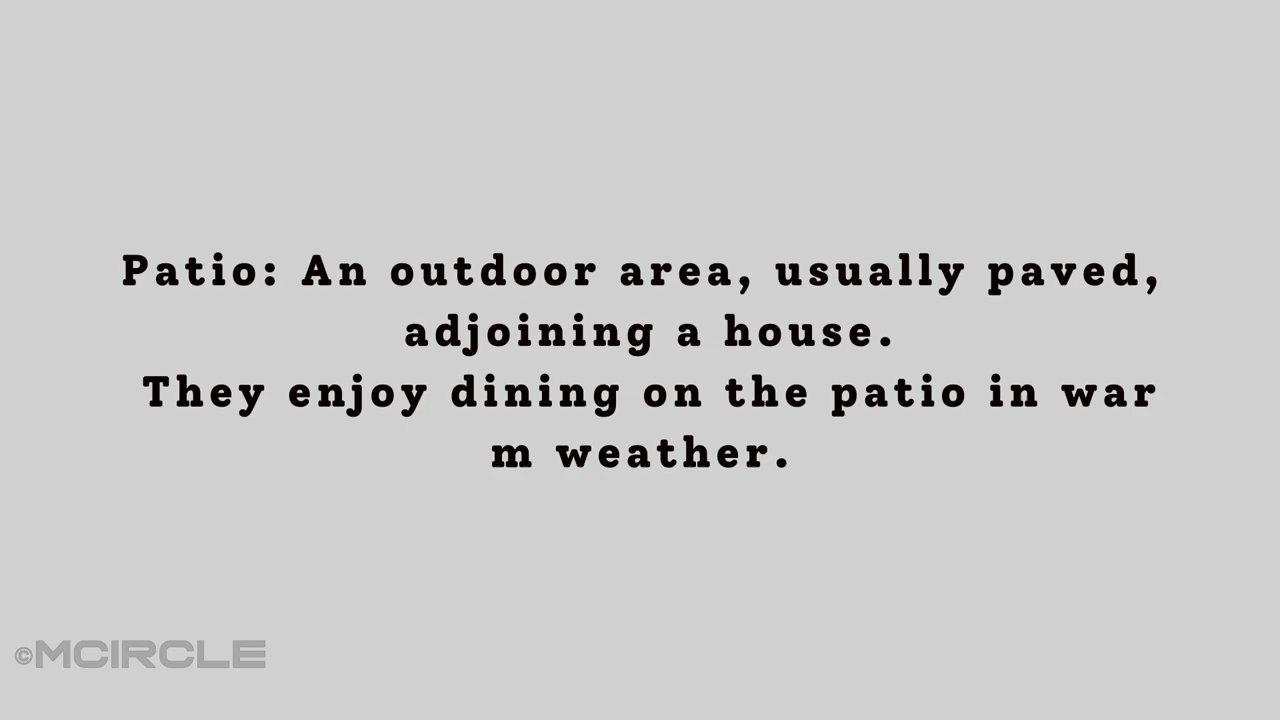 Patio: An outdoor area, usually paved,
adjoining a house.
They enjoy dining on the patio in war
m weather.
©MCIRCLE